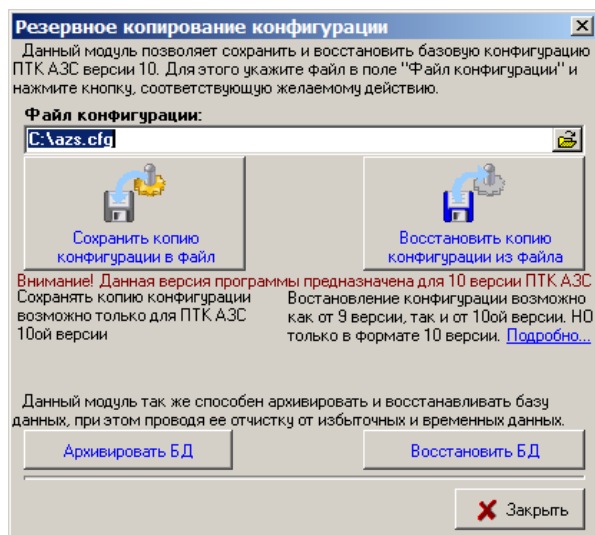 Резервное копирование конфигурации
Данный модуль позволяет сохранить и восстановить базовую конфигурацию
ПТК АЗС версии 10. Для этого укажите файл в поле "Файл конфигурации" и
нажмите кнопку, соответствующую желаемому действию.
Файл конфигурации:
C:\azs.cfg
Сохранить копию
конфигурации в файл
Восстановить копию
конфигурации из файла
Внимание! Данная версия программы предназначена для 10 версии ПТК АЗС
Сохранять копию конфигурации
возможно только для ПТК АЗС
10ой версии
Востановление конфигурации возможно
как от 9 версии, так и от 10ой версии. НО
только в формате 10 версии. Подробно...
Данный модуль так же способен архивировать и восстанавливать базу
данных, при этом проводя ее отчистку от избыточных и временных данных.
Архивировать БД
Восстановить БД
Закрыть